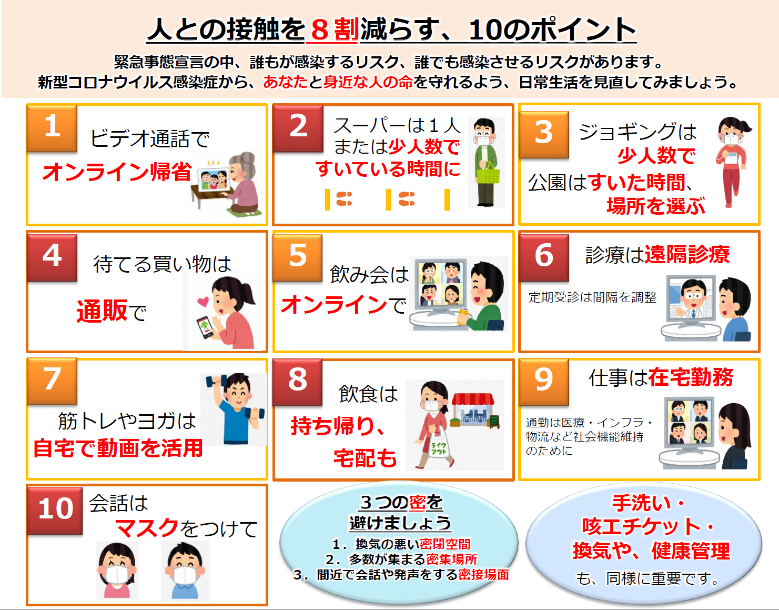 人との接触を８割減らす、10のポイント
緊急事態宣言の中、誰もが感染するリスク、誰でも感染させるリスクがあります。
新型コロナウイルス感染症から、あなたと身近な人の命を守れるよう、日常生活を見直してみましょう。
1
ビデオ通話で
オンライン帰省
2
スーパーは１人
または少人数で
すいている時間に
3
ジョギングは
少人数で
公園はすいた時間、
場所を選ぶ
4
待てる買い物は
通販で
5
飲み会は
オンラインで
6
診療は遠隔診療
定期受診は間隔を調整
7
筋トレやヨガは
自宅で動画を活用
8
飲食は
持ち帰り、
宅配も
テイク
アウト
9
仕事は在宅勤務
通勤は医療・インフラ・
物流など社会機能維持
のために
10
会話は
マスクをつけて
３つの密を
避けましょう
１．換気の悪い密閉空間
２．多数が集まる密集場所
３．間近で会話や発声をする密接場面
手洗い・
咳エチケット・
換気や、健康管理
も、同様に重要です。